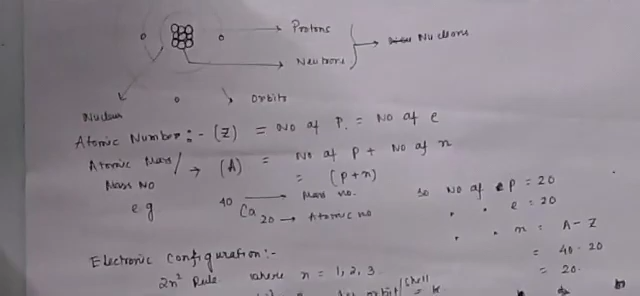 Protons
→ Nucleons
Neutrons
Nucleus
Orbits
Atomic Number :- (Z) = No of P. = No of e
Atomic Mass / → (A) = No of P + No of n
Mass No
= (p+n)
e.g 40 → Mass no.
Ca
20 → Atomic no
so No of P = 20
" " e = 20
" " n = A - Z
= 40 - 20
= 20.
Electronic Configuration :-
2n² Rule. where n = 1, 2, 3
orbit/shell
= K